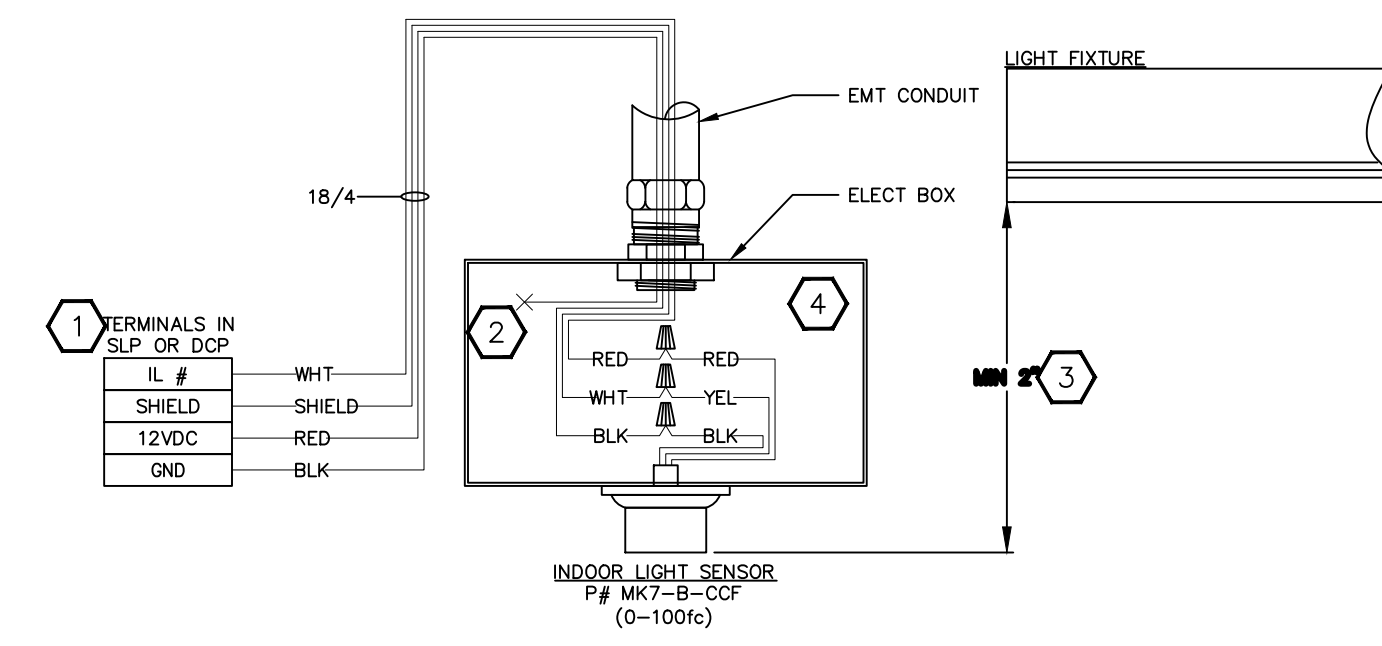 LIGHT FIXTURE
EMT CONDUIT
18/4
ELECT BOX
1
TERMINALS IN
SLP OR DCP
IL #
WHT
SHIELD
SHIELD
12VDC
RED
GND
BLK
2
4
RED
RED
WHT
YEL
BLK
BLK
MIN 2"
3
INDOOR LIGHT SENSOR
P# MK7-B-CCF
(0-100fc)